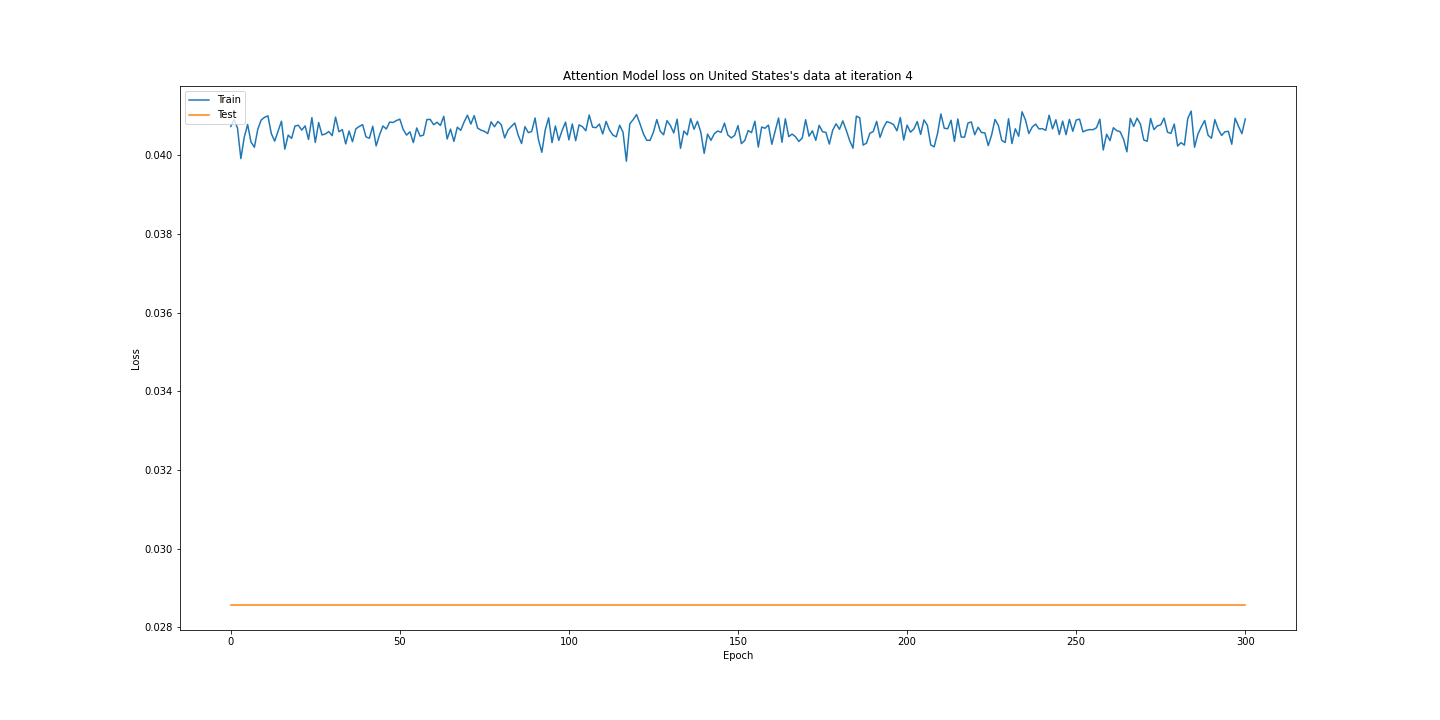 Attention Model loss on United States's data at iteration 4
Train
Test
0.040
0.038
0.036
0.034
0.032
0.030
0.028
Loss
0 50 100 150 200 250 300
Epoch